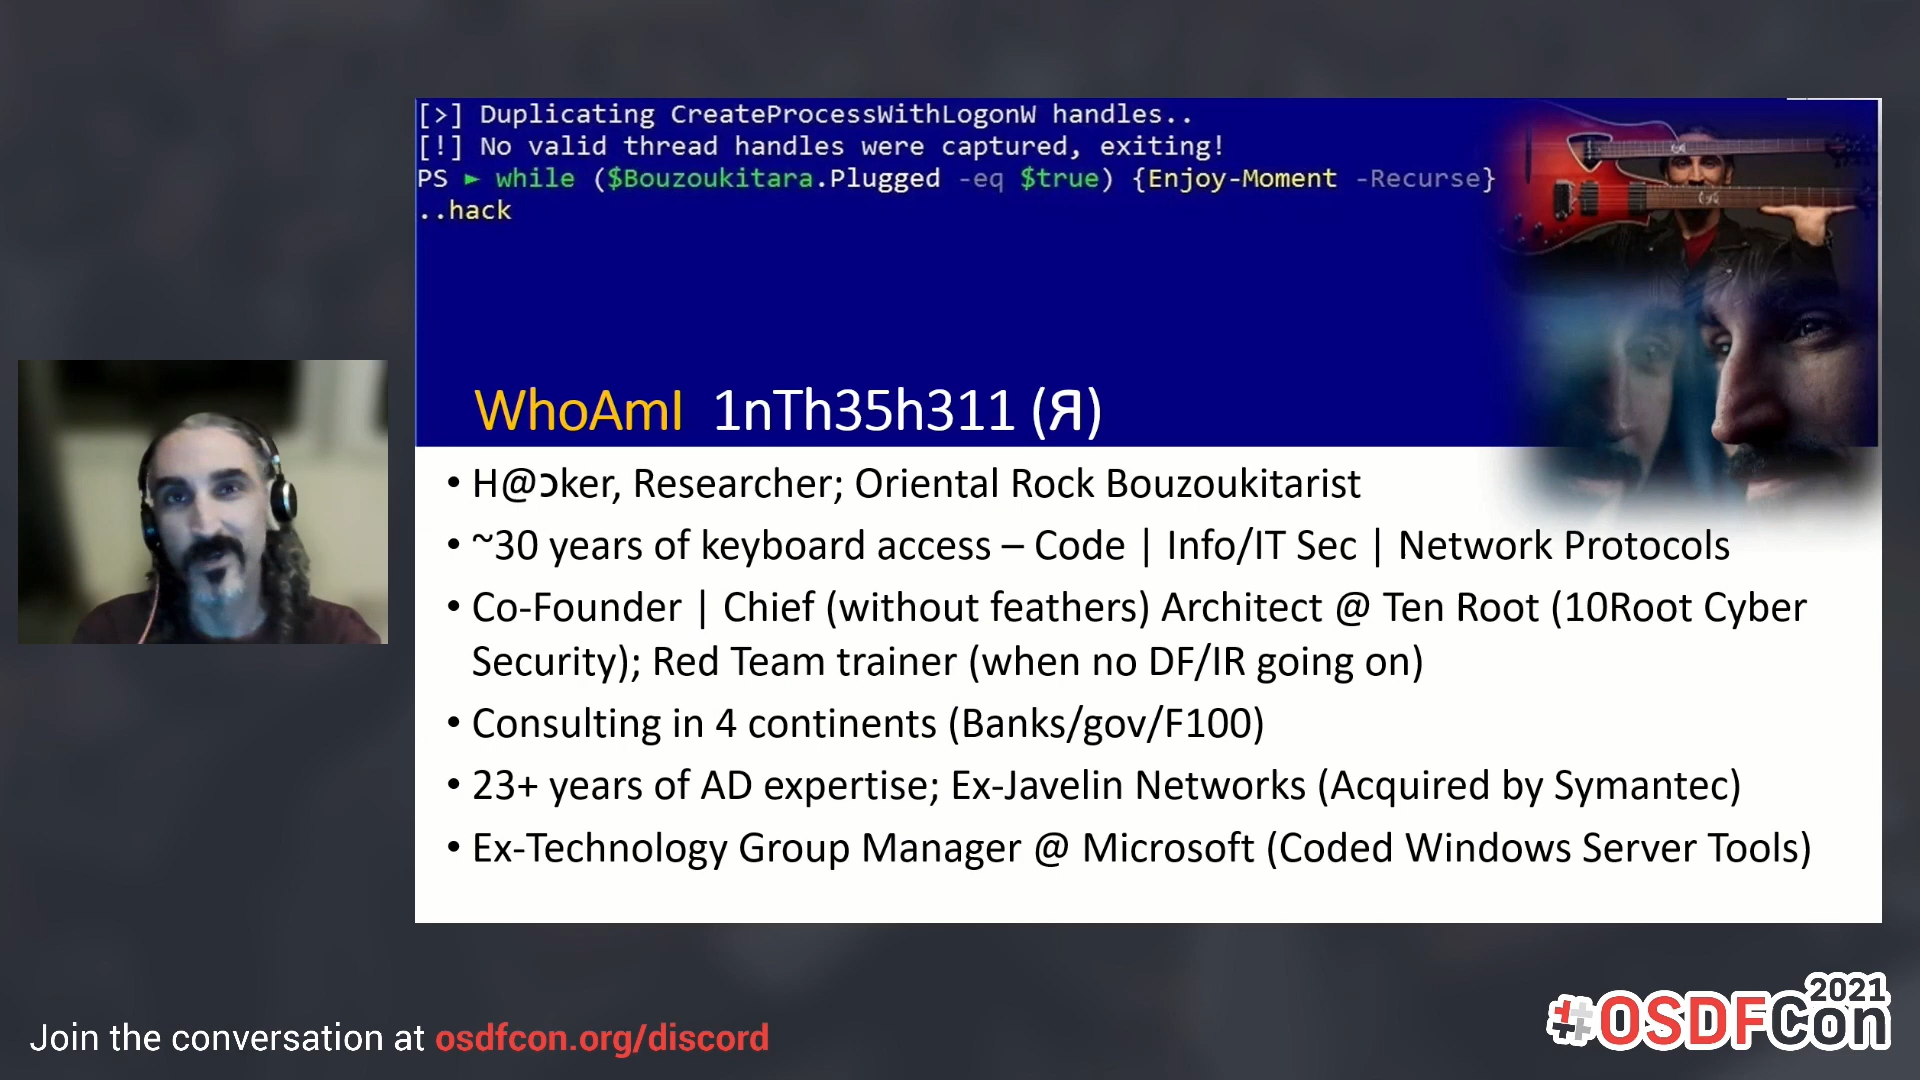 [>] Duplicating CreateProcessWithLogonW handles..
[!] No valid thread handles were captured, exiting!
PS ► while ($Bouzoukitara.Plugged -eq $true) {Enjoy-Moment -Recurse}
..hack
WhoAmI 1nTh35h311 (Я)
• H@ɔker, Researcher; Oriental Rock Bouzoukitarist
• ~30 years of keyboard access – Code | Info/IT Sec | Network Protocols
• Co-Founder | Chief (without feathers) Architect @ Ten Root (10Root Cyber
Security); Red Team trainer (when no DF/IR going on)
• Consulting in 4 continents (Banks/gov/F100)
• 23+ years of AD expertise; Ex-Javelin Networks (Acquired by Symantec)
• Ex-Technology Group Manager @ Microsoft (Coded Windows Server Tools)
Join the conversation at osdfcon.org/discord
2021
#OSDFCon